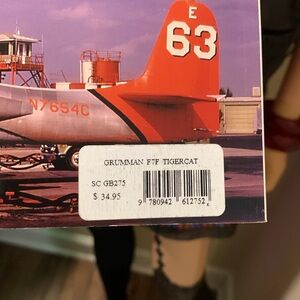 E
63
N7654C
GRUMMAN F7F TIGERCAT
SC GB275
$ 34.95
9 780942 612752